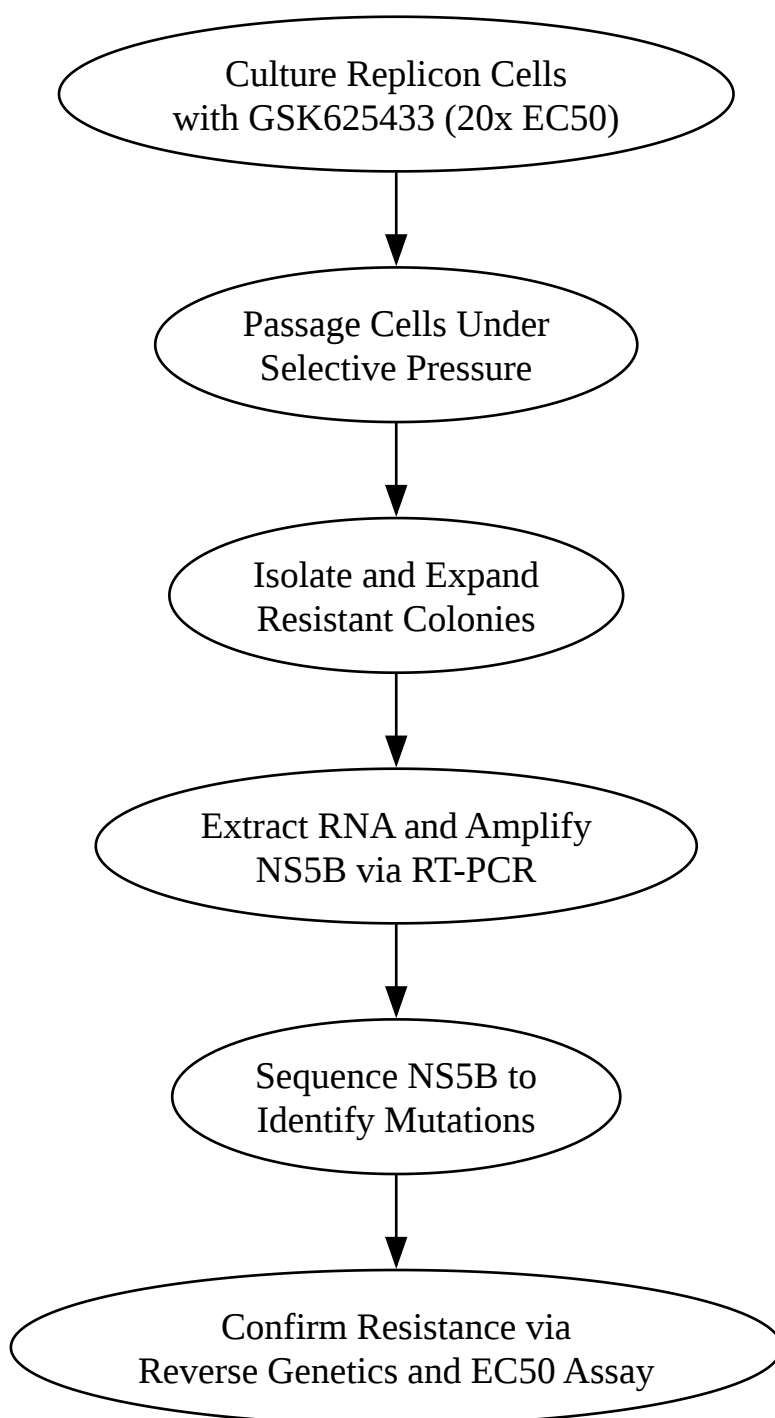 Culture Replicon Cells
with GSK625433 (20x EC50)
Passage Cells Under
Selective Pressure
Isolate and Expand
Resistant Colonies
Extract RNA and Amplify
NS5B via RT-PCR
Sequence NS5B to
Identify Mutations
Confirm Resistance via
Reverse Genetics and EC50 Assay